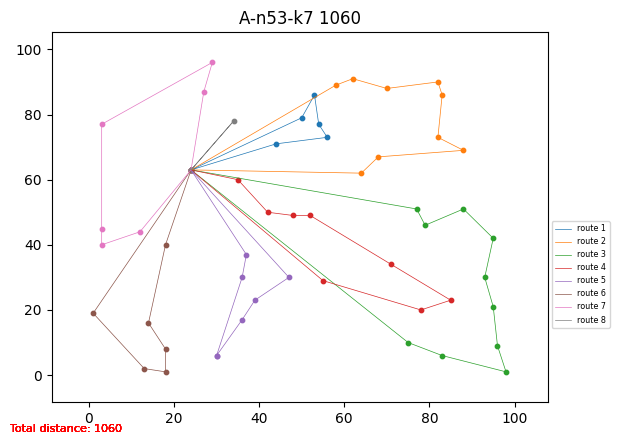 A-n53-k7 1060
100
80
60
40
20
0
0 20 40 60 80 100
route 1
route 2
route 3
route 4
route 5
route 6
route 7
route 8
Total distance: 1060